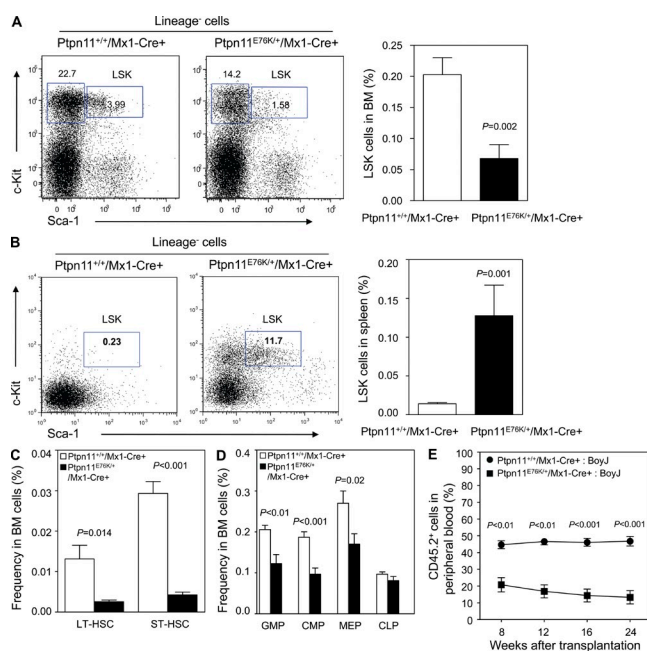 A
Lineage- cells
Ptpn11+/+/Mx1-Cre+ Ptpn11E76K/+/Mx1-Cre+
22.7 LSK
3.99
14.2 LSK
1.58
c-Kit
Sca-1
LSK cells in BM (%)
0.25
0.20
0.15
0.10
0.05
0.00
P=0.002
Ptpn11+/+/Mx1-Cre+ Ptpn11E76K/+/Mx1-Cre+
B
Lineage- cells
Ptpn11+/+/Mx1-Cre+ Ptpn11E76K/+/Mx1-Cre+
LSK
0.23
LSK
11.7
c-Kit
Sca-1
LSK cells in spleen (%)
0.20
0.15
0.10
0.05
0.00
P=0.001
Ptpn11+/+/Mx1-Cre+ Ptpn11E76K/+/Mx1-Cre+
C
Ptpn11+/+/Mx1-Cre+
Ptpn11E76K/+
/Mx1-Cre+
Frequency in BM cells (%)
0.04
0.03
0.02
0.01
0.00
P<0.001
P=0.014
LT-HSC ST-HSC
D
Ptpn11+/+/Mx1-Cre+
Ptpn11E76K/+
/Mx1-Cre+
Frequency in BM cells (%)
0.4
0.3
0.2
0.1
0.0
P<0.01
P<0.001
P=0.02
GMP CMP MEP CLP
E
Ptpn11+/+/Mx1-Cre+ : BoyJ
Ptpn11E76K/+/Mx1-Cre+ : BoyJ
CD45.2+ cells in
peripheral blood (%)
100
90
80
70
60
50
40
30
20
10
0
P<0.01 P<0.01 P<0.001 P<0.001
8 12 16 24
Weeks after transplantation